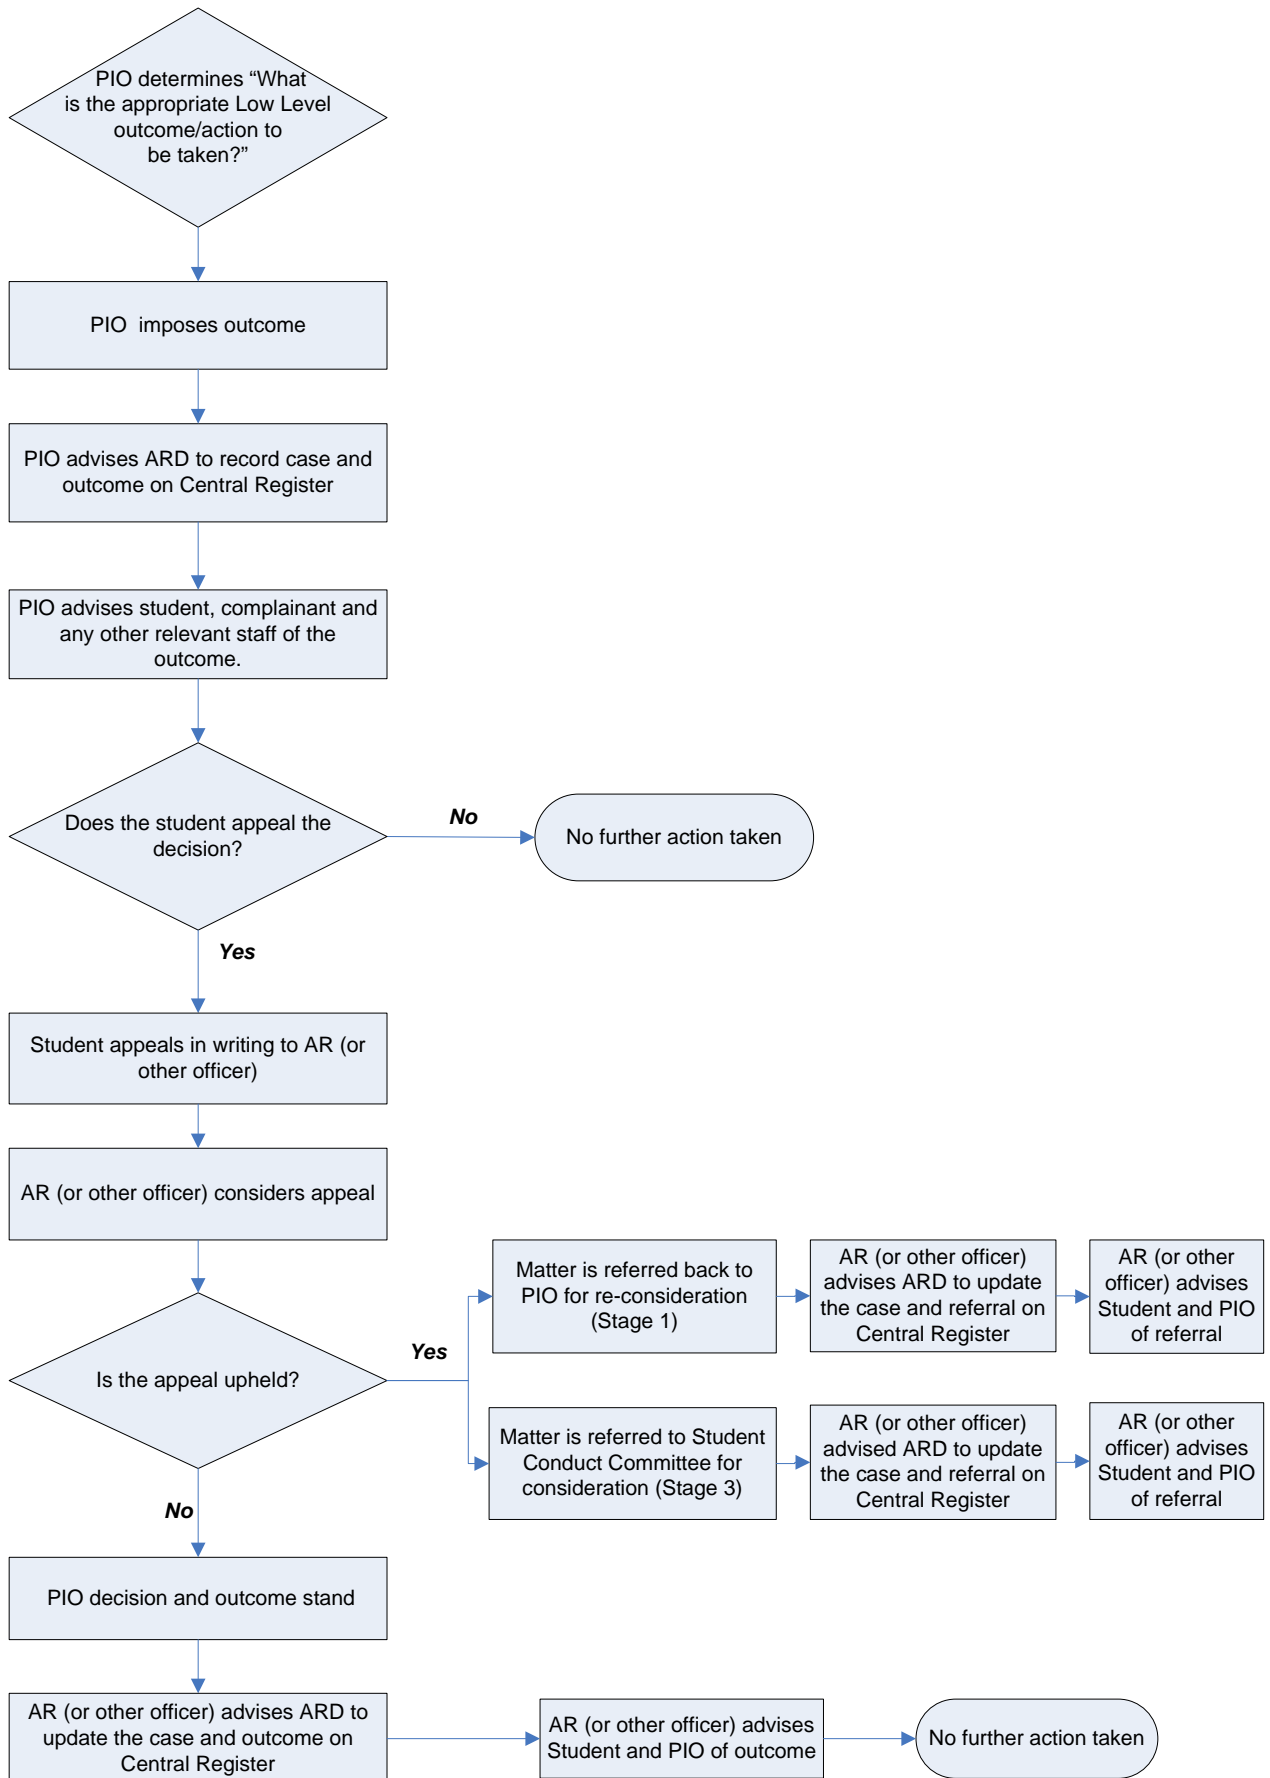 PIO determines “What
is the appropriate Low Level
outcome/action to
be taken?”
PIO  imposes outcome
PIO advises ARD to record case and
outcome on Central Register
PIO advises student, complainant and
any other relevant staff of the
outcome.
Does the student appeal the
decision?
No
No further action taken
Yes
Student appeals in writing to AR (or
other officer)
AR (or other officer) considers appeal
Is the appeal upheld?
Yes
Matter is referred back to
PIO for re-consideration
(Stage 1)
AR (or other officer)
advises ARD to update
the case and referral on
Central Register
AR (or other
officer) advises
Student and PIO
of referral
Matter is referred to Student
Conduct Committee for
consideration (Stage 3)
AR (or other officer)
advised ARD to update
the case and referral on
Central Register
AR (or other
officer) advises
Student and PIO
of referral
No
PIO decision and outcome stand
AR (or other officer) advises ARD to
update the case and outcome on
Central Register
AR (or other officer) advises
Student and PIO of outcome
No further action taken